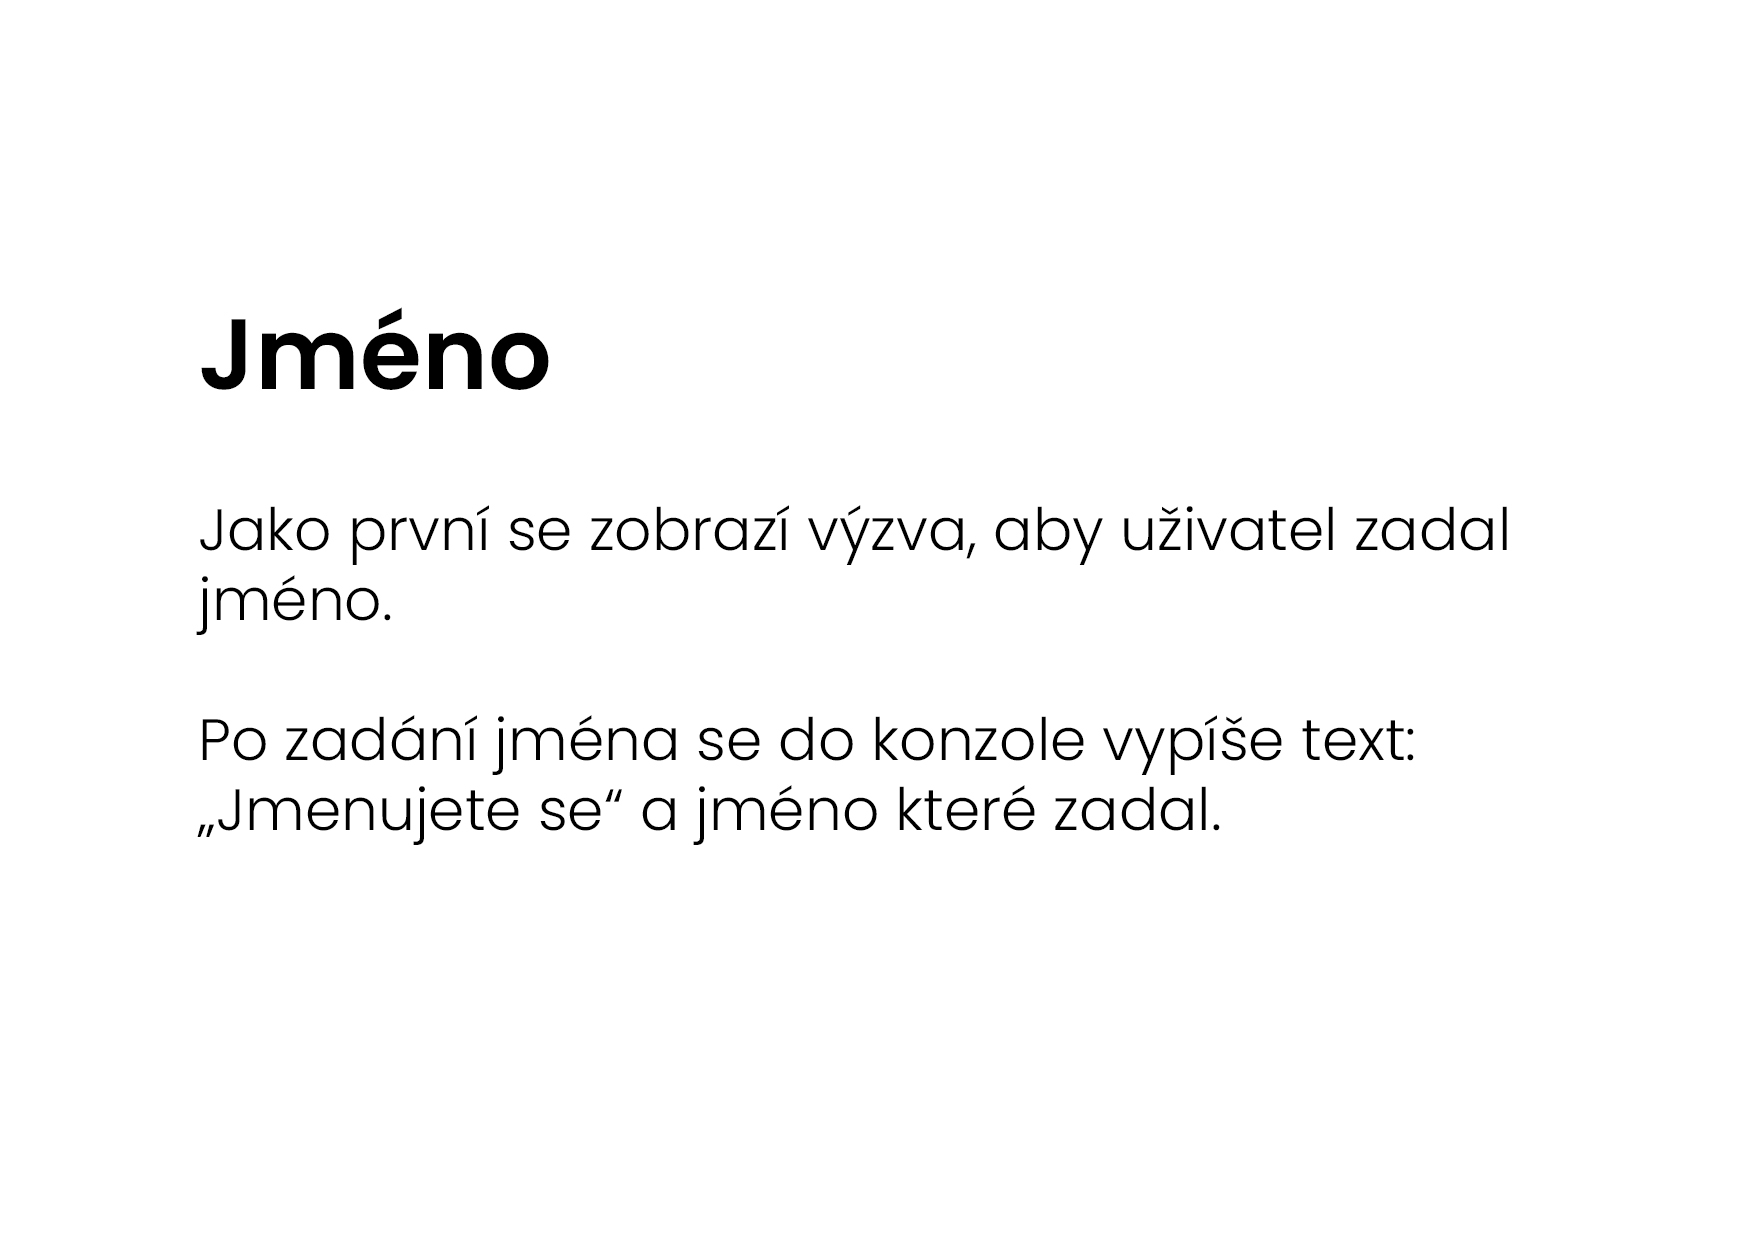 Jméno
Jako první se zobrazí výzva, aby uživatel zadal
jméno.
Po zadání jména se do konzole vypíše text:
„Jmenujete se“ a jméno které zadal.